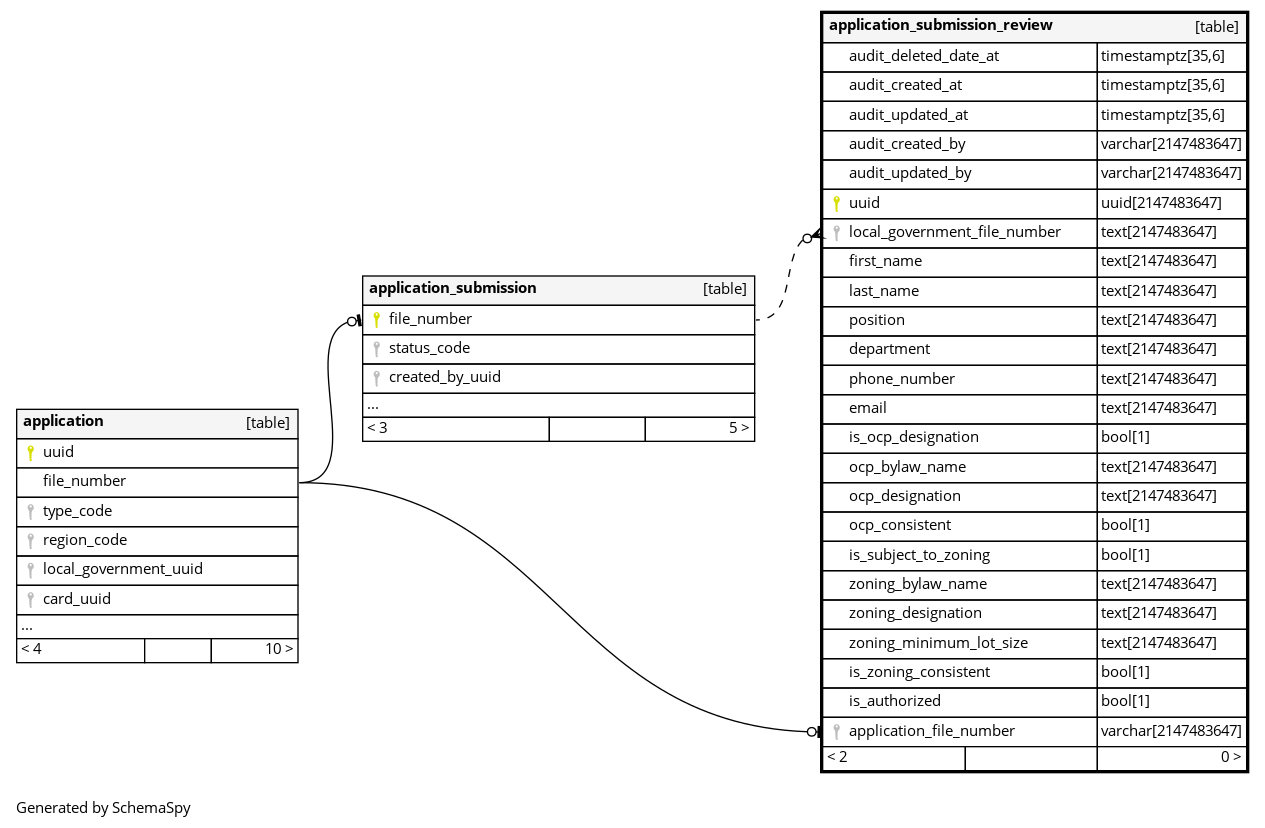 application_submission_review [table]
audit_deleted_date_at timestamptz[35,6]
audit_created_at timestamptz[35,6]
audit_updated_at timestamptz[35,6]
audit_created_by varchar[2147483647]
audit_updated_by varchar[2147483647]
uuid uuid[2147483647]
local_government_file_number text[2147483647]
first_name text[2147483647]
last_name text[2147483647]
position text[2147483647]
department text[2147483647]
phone_number text[2147483647]
email text[2147483647]
is_ocp_designation bool[1]
ocp_bylaw_name text[2147483647]
ocp_designation text[2147483647]
ocp_consistent bool[1]
is_subject_to_zoning bool[1]
zoning_bylaw_name text[2147483647]
zoning_designation text[2147483647]
zoning_minimum_lot_size text[2147483647]
is_zoning_consistent bool[1]
is_authorized bool[1]
application_file_number varchar[2147483647]
< 2 0 >
application_submission [table]
file_number
status_code
created_by_uuid
...
< 3 5 >
application [table]
uuid
file_number
type_code
region_code
local_government_uuid
card_uuid
...
< 4 10 >
Generated by SchemaSpy